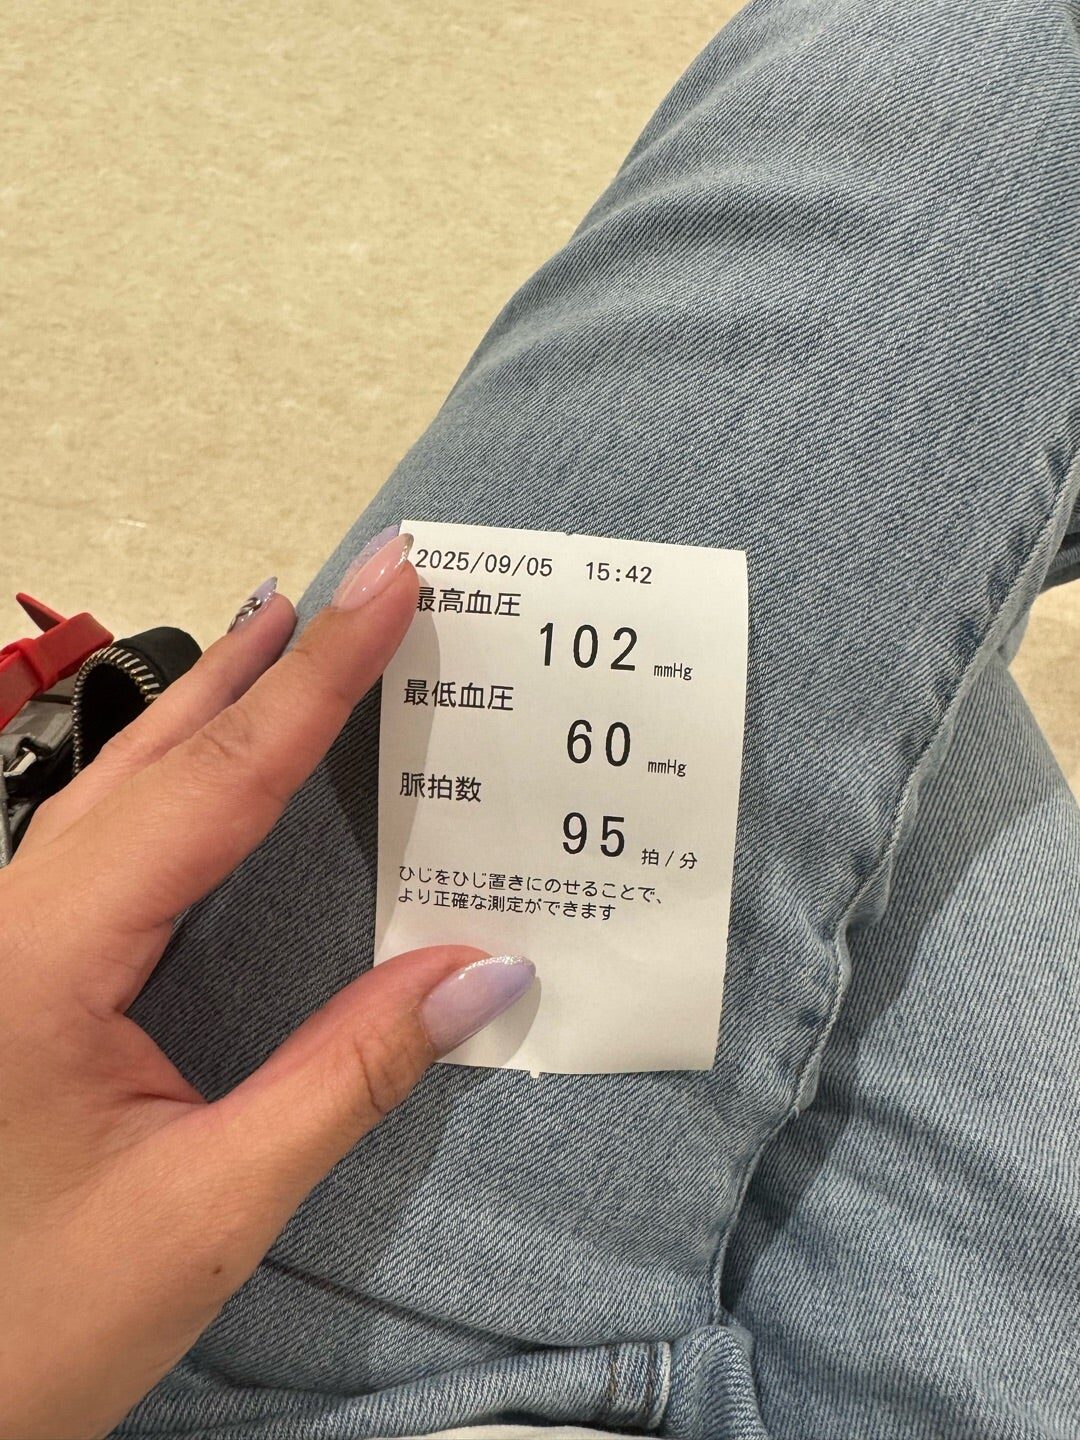 2025/09/05 15:42
最高血圧
102 mmHg
最低血圧
60 mmHg
脈拍数
95 拍/分
ひじをひじ置きにのせることで、
より正確な測定ができます